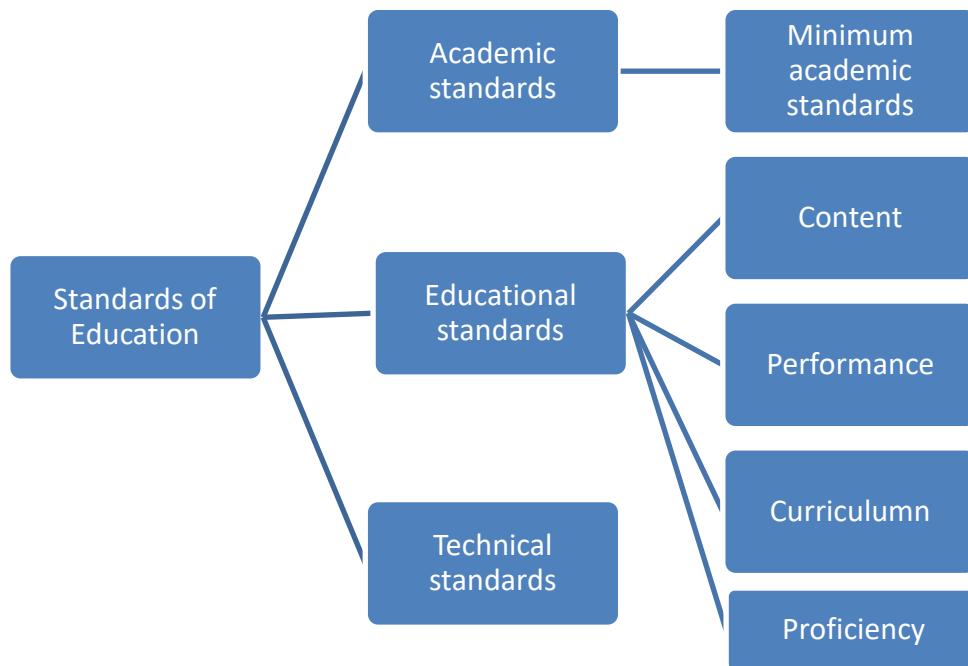 Standards of
Education
Academic
standards
Minimum
academic
standards
Educational
standards
Content
Performance
Curriculumn
Proficiency
Technical
standards